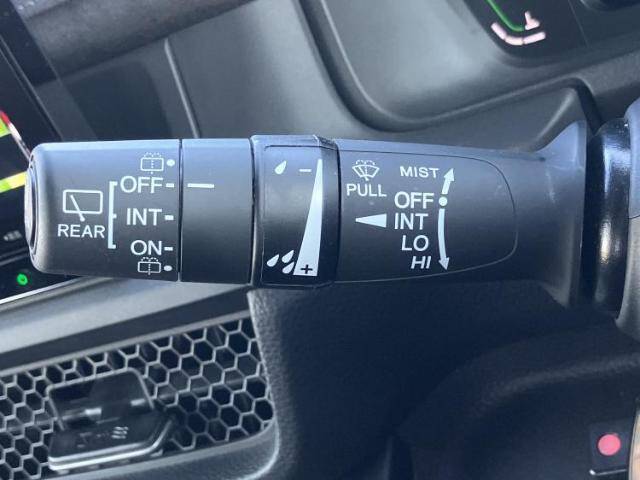 OFF
INT
ON
REAR
-
+
PULL
MIST
OFF
INT
LO
HI